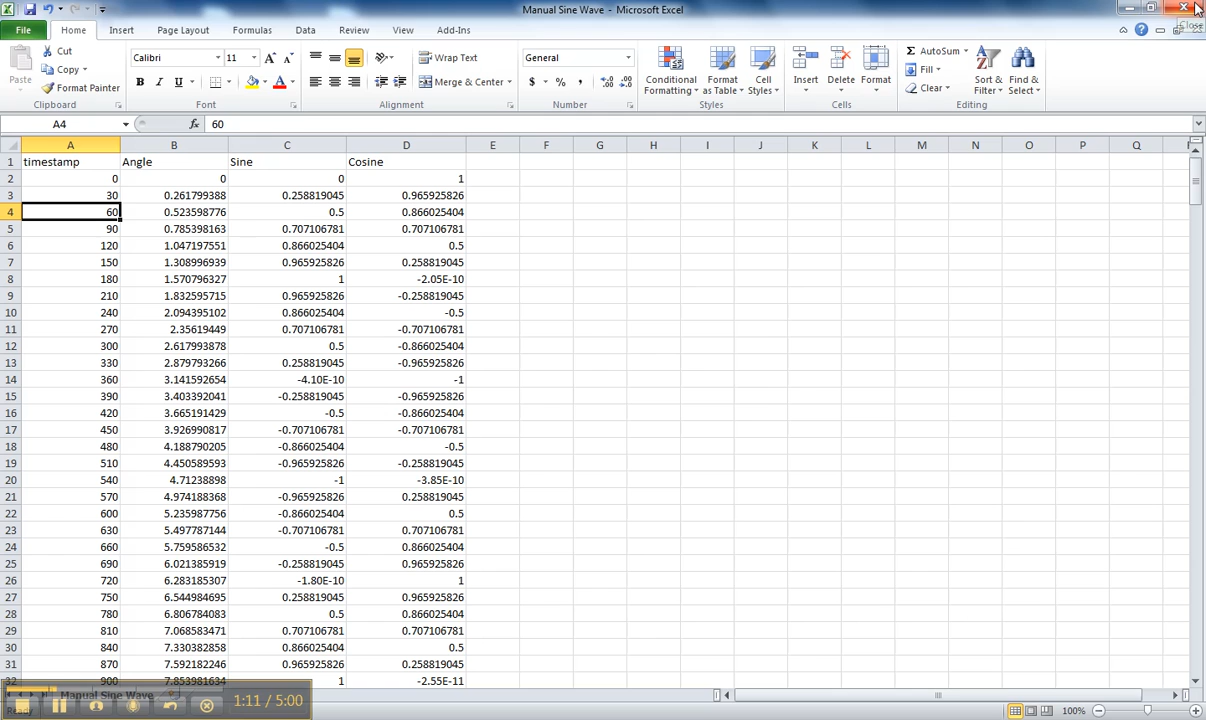 Manual Sine Wave - Microsoft Excel
Close
File Home Insert Page Layout Formulas Data Review View Add-Ins
Cut Calibri 11 Wrap Text General AutoSum
Paste Copy Conditional Format Cell Insert Delete Format Fill Sort & Find &
Format Painter B I U A Merge & Center $ % , Formatting as Table Styles Clear Filter Select
Clipboard Font Alignment Number Styles Cells Editing
A4 fx 60
A B C D E F G H I J K L M N O P Q
1 timestamp Angle Sine Cosine
2 0 0 0 1
3 30 0.261799388 0.258819045 0.965925826
4 60 0.523598776 0.5 0.866025404
5 90 0.785398163 0.707106781 0.707106781
6 120 1.047197551 0.866025404 0.5
7 150 1.308996939 0.965925826 0.258819045
8 180 1.570796327 1 -2.05E-10
9 210 1.832595715 0.965925826 -0.258819045
10 240 2.094395102 0.866025404 -0.5
11 270 2.35619449 0.707106781 -0.707106781
12 300 2.617993878 0.5 -0.866025404
13 330 2.879793266 0.258819045 -0.965925826
14 360 3.141592654 -4.10E-10 -1
15 390 3.403392041 -0.258819045 -0.965925826
16 420 3.665191429 -0.5 -0.866025404
17 450 3.926990817 -0.707106781 -0.707106781
18 480 4.188790205 -0.866025404 -0.5
19 510 4.450589593 -0.965925826 -0.258819045
20 540 4.71238898 -1 -3.85E-10
21 570 4.974188368 -0.965925826 0.258819045
22 600 5.235987756 -0.866025404 0.5
23 630 5.497787144 -0.707106781 0.707106781
24 660 5.759586532 -0.5 0.866025404
25 690 6.021385919 -0.258819045 0.965925826
26 720 6.283185307 -1.80E-10 1
27 750 6.544984695 0.258819045 0.965925826
28 780 6.806784083 0.5 0.866025404
29 810 7.068583471 0.707106781 0.707106781
30 840 7.330382858 0.866025404 0.5
31 870 7.592182246 0.965925826 0.258819045
32 900 7.853981634 1 -2.55E-11
Manual Sine Wave
1:11 / 5:00
Ready 100%